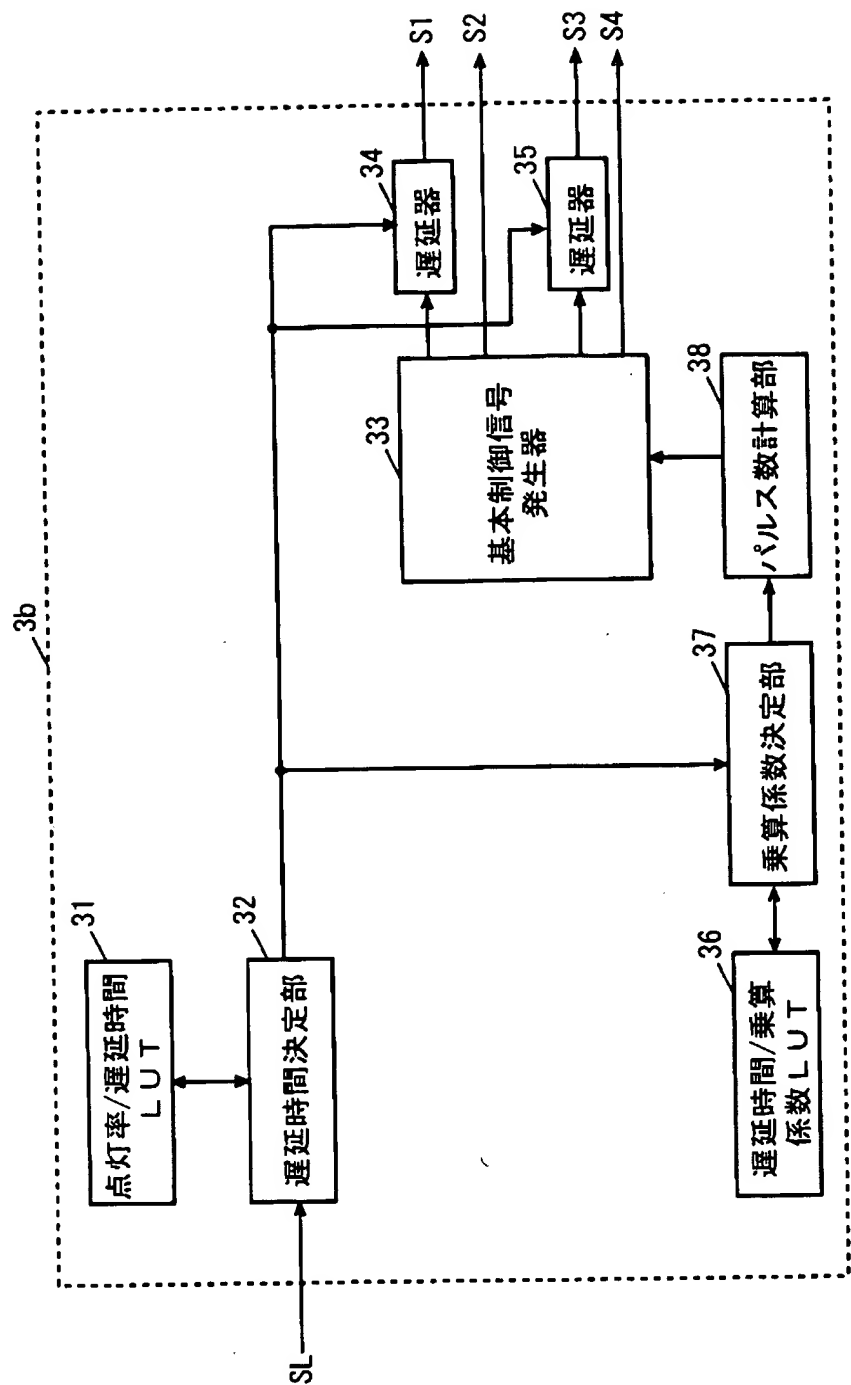 3b
31
点灯率/遅延時間
LUT
32
遅延時間決定部
SL
33
基本制御信号
発生器
34
遅延器
35
遅延器
S1
S2
S3
S4
36
遅延時間/乗算
係数LUT
37
乗算係数決定部
38
パルス数計算部